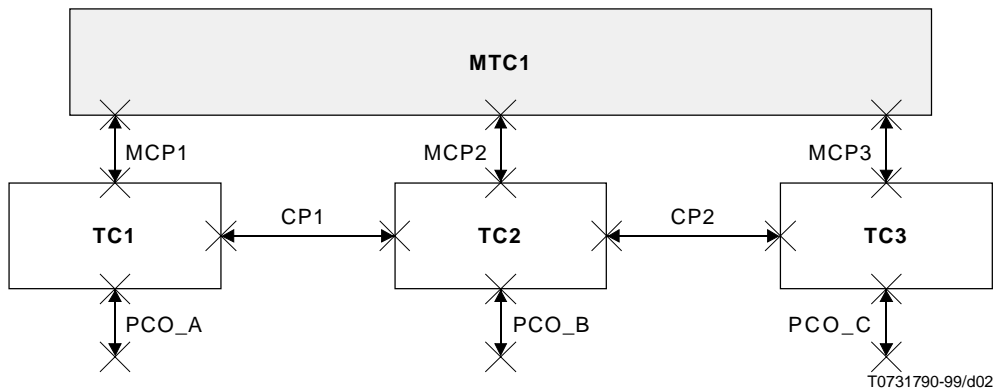 MTC1
MCP1 MCP2 MCP3
TC1 CP1 TC2 CP2 TC3
PCO_A PCO_B PCO_C
T0731790-99/d02